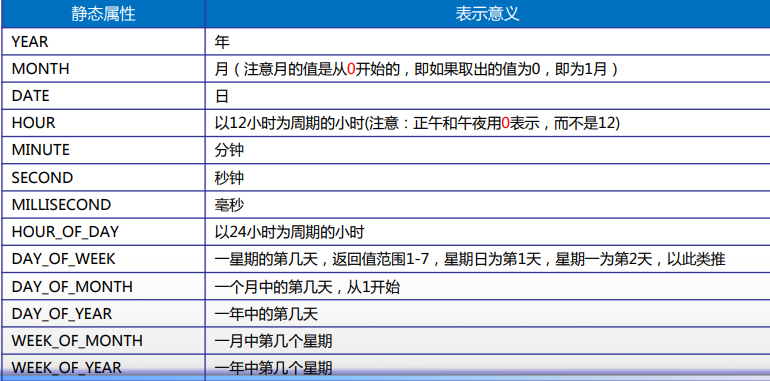 静态属性 表示意义
YEAR 年
MONTH 月(注意月的值是从0开始的，即如果取出的值为0，即为1月)
DATE 日
HOUR 以12小时为周期的小时(注意：正午和午夜用0表示，而不是12)
MINUTE 分钟
SECOND 秒钟
MILLISECOND 毫秒
HOUR_OF_DAY 以24小时为周期的小时
DAY_OF_WEEK 一星期的第几天，返回值范围1-7，星期日为第1天，星期一为第2天，以此类推
DAY_OF_MONTH 一个月中的第几天，从1开始
DAY_OF_YEAR 一年中的第几天
WEEK_OF_MONTH 一月中第几个星期
WEEK_OF_YEAR 一年中第几个星期